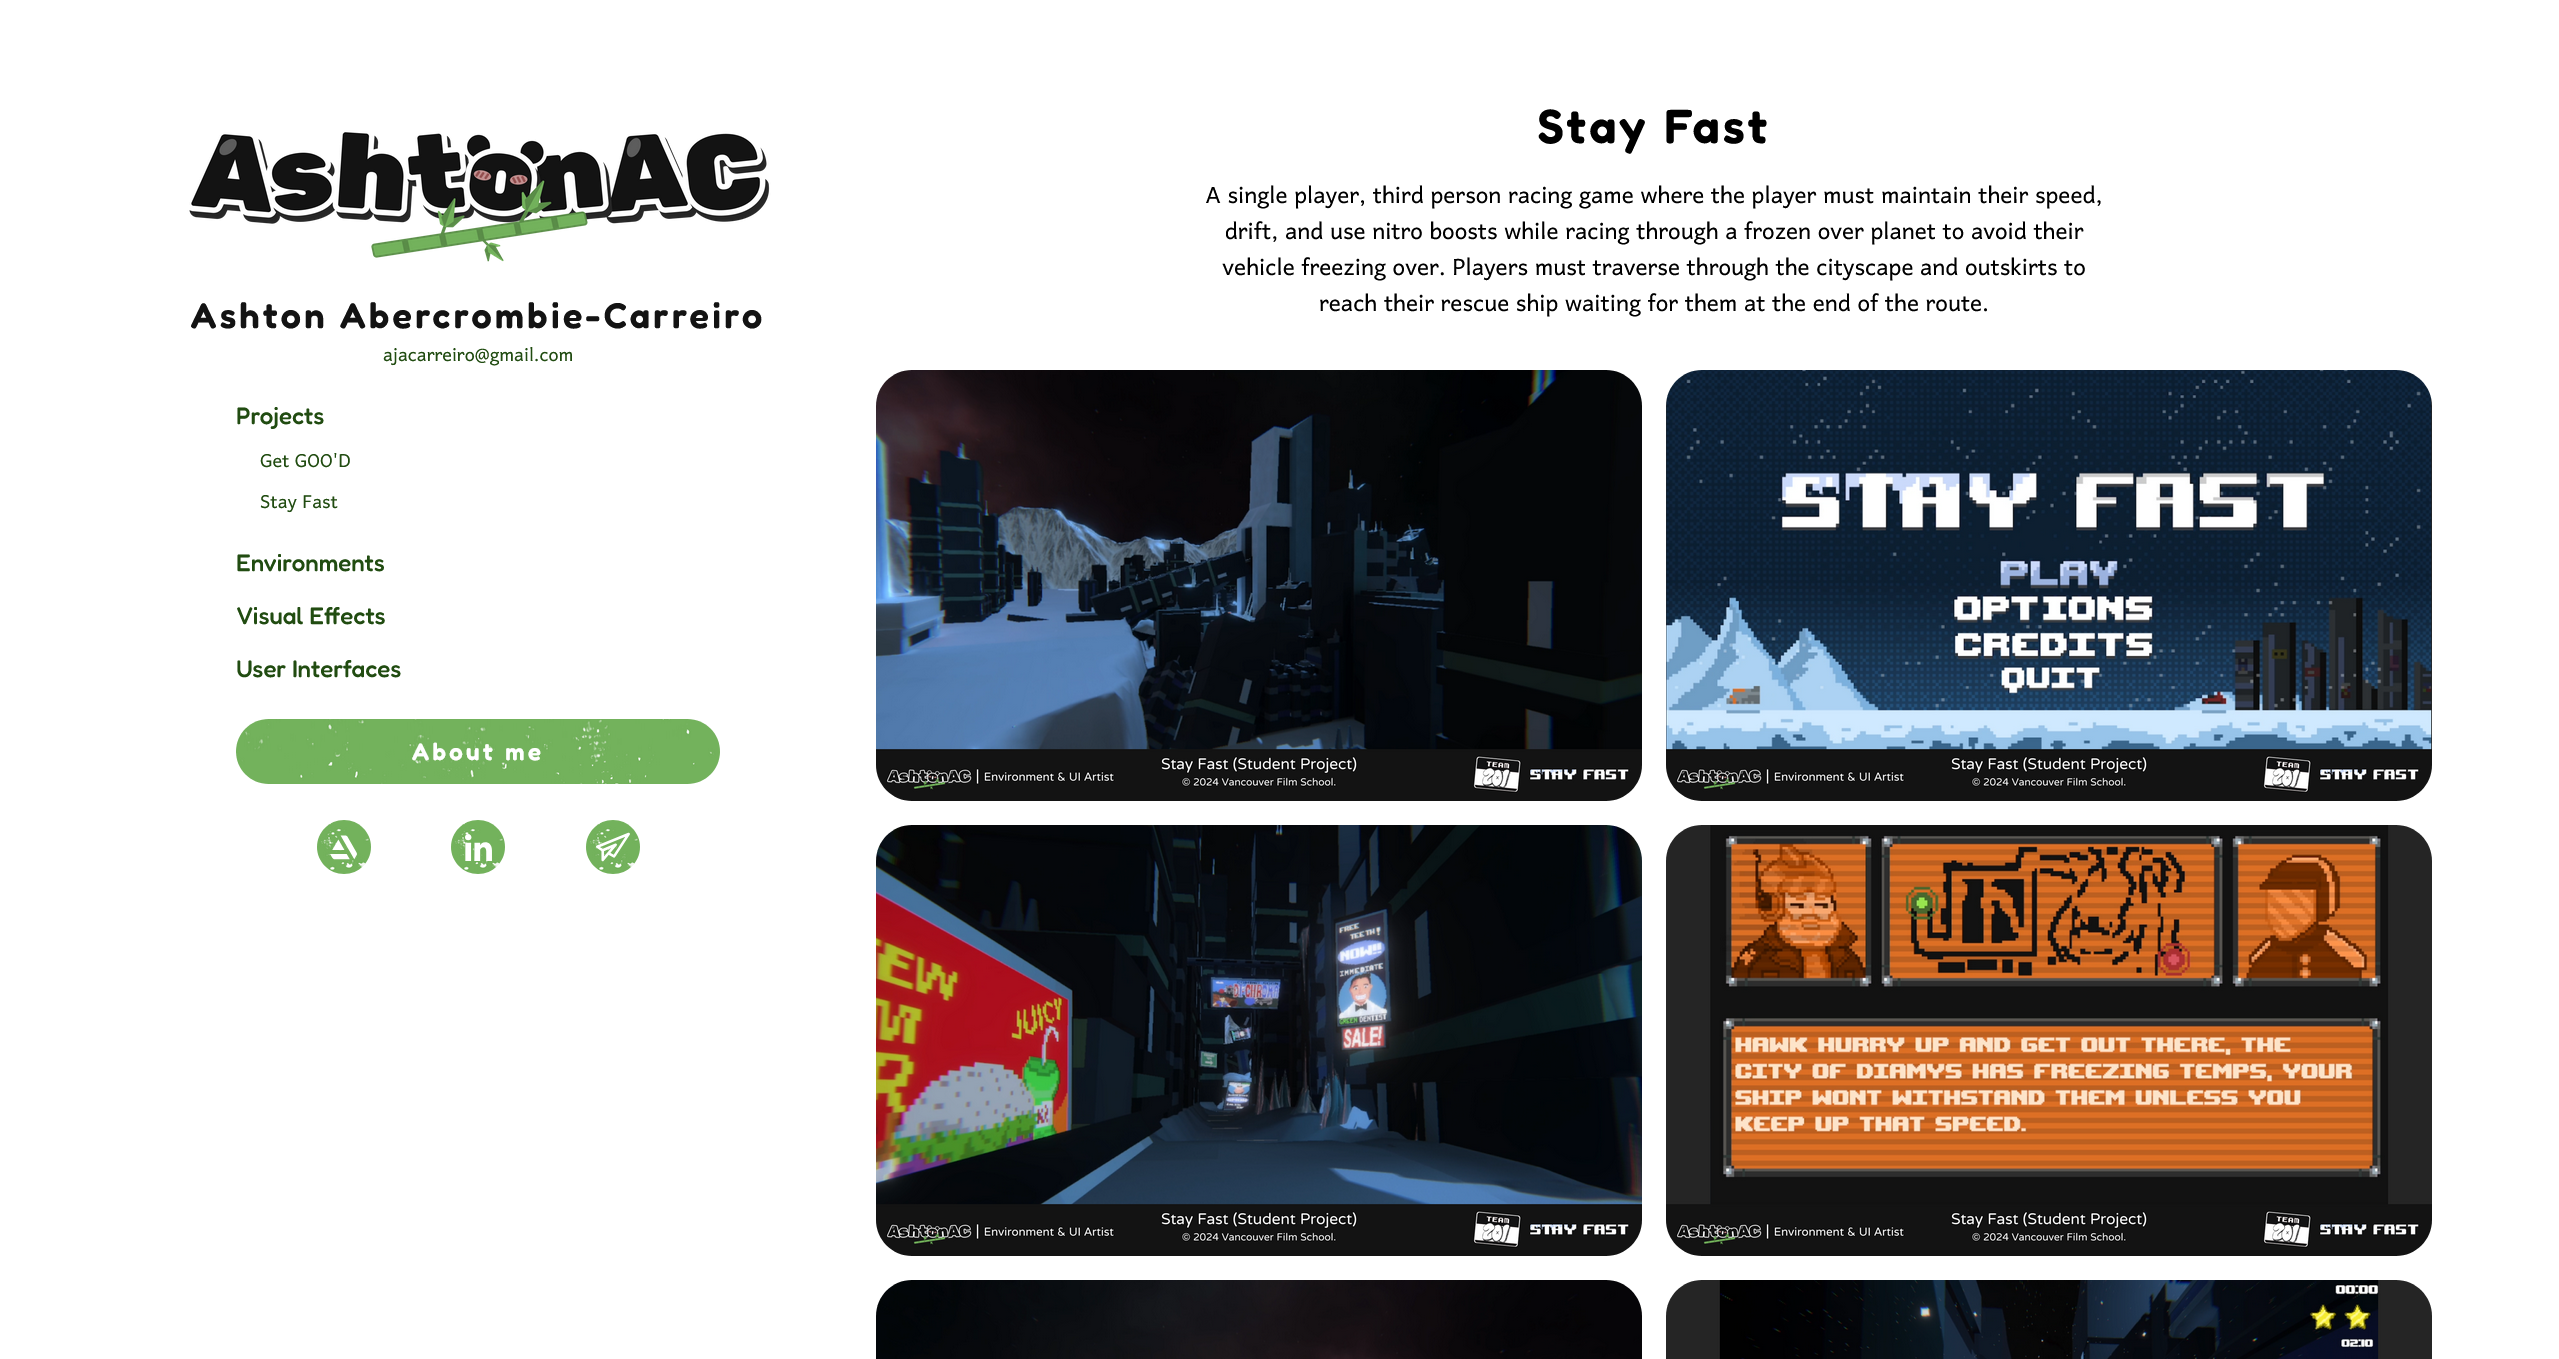 AshtonAC
Ashton Abercrombie-Carreiro
ajacarreiro@gmail.com
Projects
Get GOO'D
Stay Fast
Environments
Visual Effects
User Interfaces
About me
in
Stay Fast
A single player, third person racing game where the player must maintain their speed,
drift, and use nitro boosts while racing through a frozen over planet to avoid their
vehicle freezing over. Players must traverse through the cityscape and outskirts to
reach their rescue ship waiting for them at the end of the route.
AshtonAC | Environment & UI Artist
Stay Fast (Student Project)
© 2024 Vancouver Film School.
TEAM
201
STAY FAST
STAY FAST
PLAY
OPTIONS
CREDITS
QUIT
AshtonAC | Environment & UI Artist
Stay Fast (Student Project)
© 2024 Vancouver Film School.
TEAM
201
STAY FAST
JUICY
FREE
TEETH!
NOW!!
IMMEDIATE
DENTIST
SALE!
AshtonAC | Environment & UI Artist
Stay Fast (Student Project)
© 2024 Vancouver Film School.
TEAM
201
STAY FAST
HAWK HURRY UP AND GET OUT THERE, THE
CITY OF DIAMYS HAS FREEZING TEMPS, YOUR
SHIP WONT WITHSTAND THEM UNLESS YOU
KEEP UP THAT SPEED.
AshtonAC | Environment & UI Artist
Stay Fast (Student Project)
© 2024 Vancouver Film School.
TEAM
201
STAY FAST
00:00
02:10